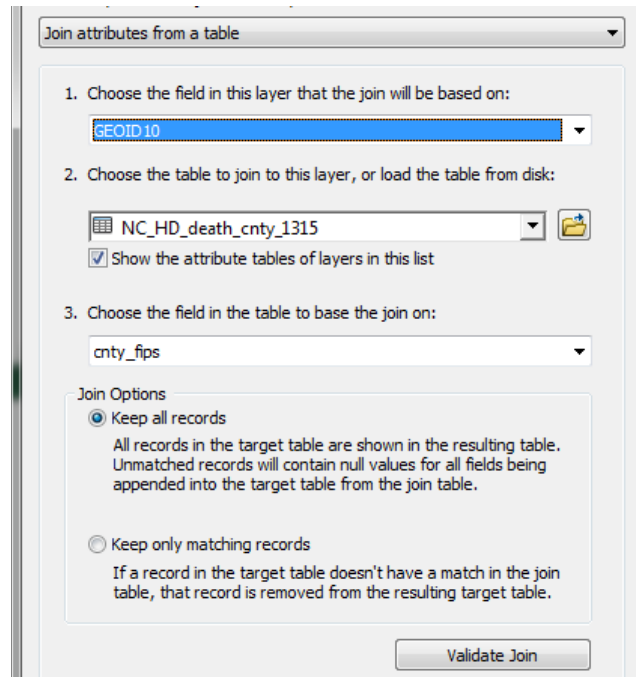 Join attributes from a table
1. Choose the field in this layer that the join will be based on:
GEOID10
2. Choose the table to join to this layer, or load the table from disk:
NC_HD_death_cnty_1315
Show the attribute tables of layers in this list
3. Choose the field in the table to base the join on:
cnty_fips
Join Options
Keep all records
All records in the target table are shown in the resulting table.
Unmatched records will contain null values for all fields being
appended into the target table from the join table.
Keep only matching records
If a record in the target table doesn't have a match in the join
table, that record is removed from the resulting target table.
Validate Join